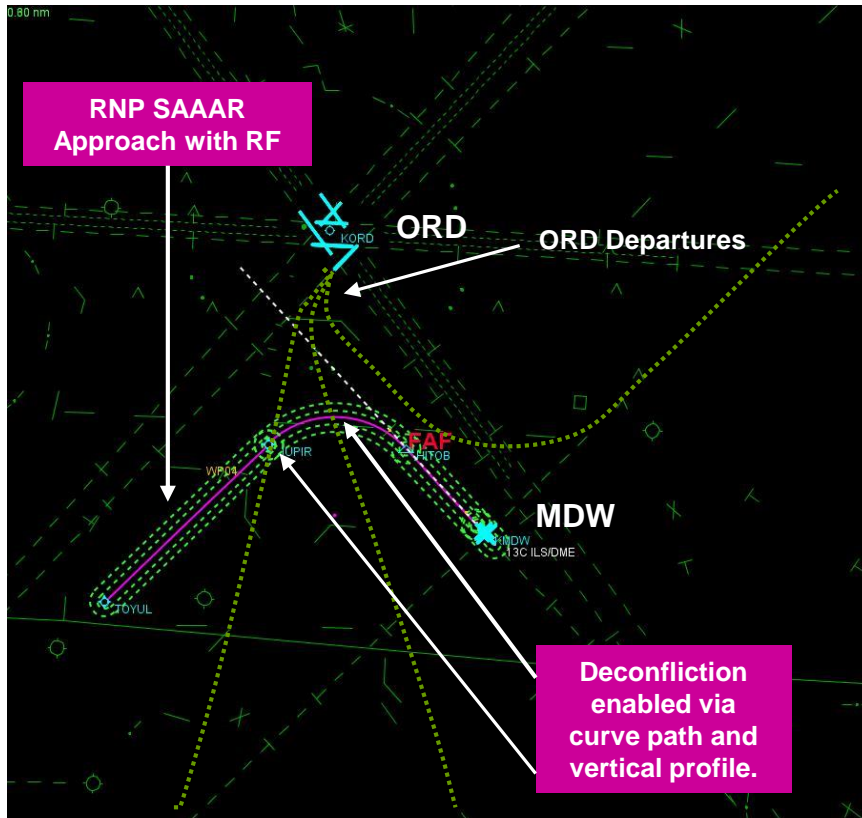 0.80 nm
RNP SAAAR
Approach with RF
ORD
KORD
ORD Departures
FAF
HITOB
JUPIR
WP04
MDW
KMDW
13C ILS/DME
TOYUL
Deconfliction
enabled via
curve path and
vertical profile.